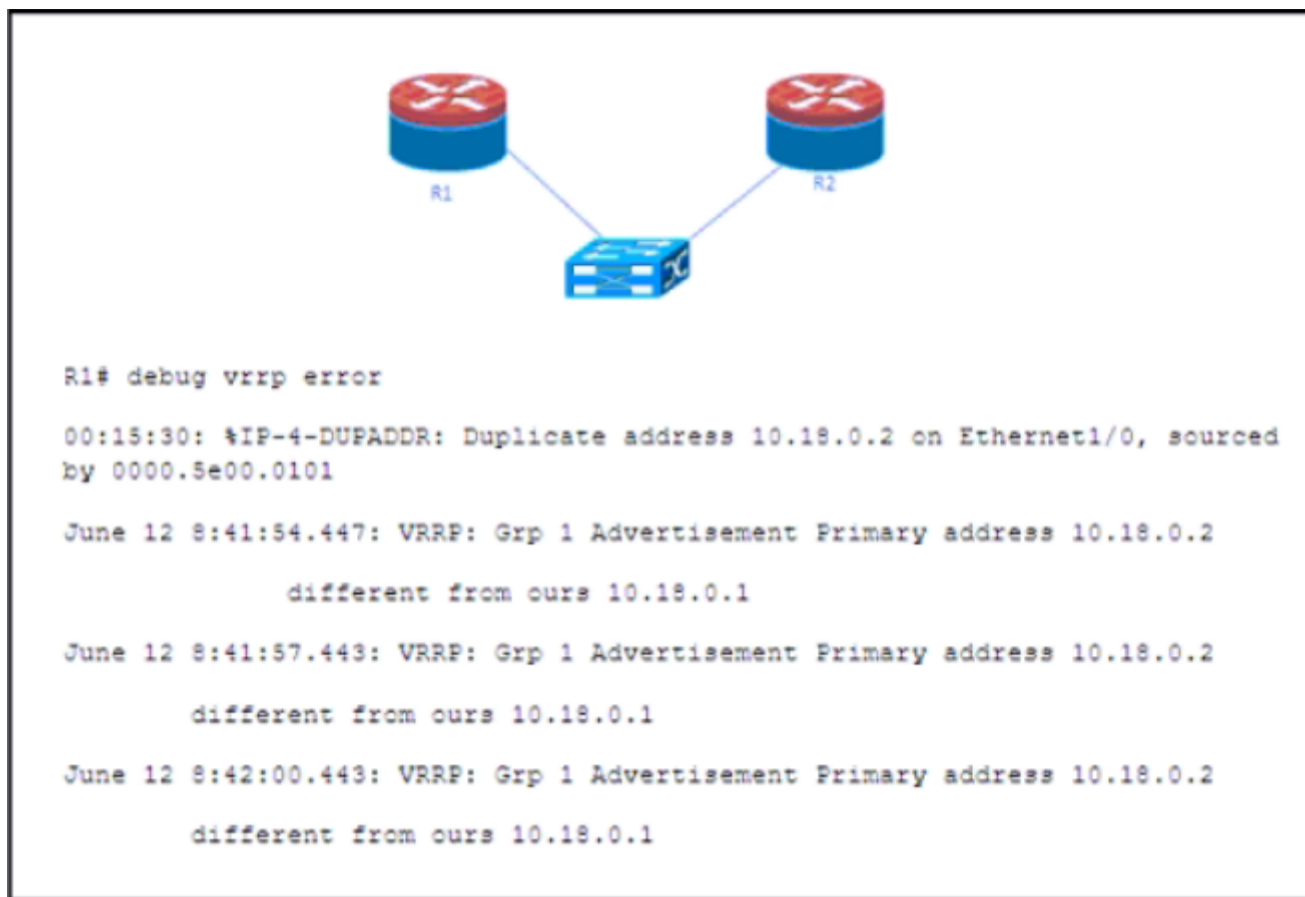 R1
R2
R1# debug vrrp error
00:15:30: %IP-4-DUPADDR: Duplicate address 10.18.0.2 on Ethernet1/0, sourced
by 0000.5e00.0101
June 12 8:41:54.447: VRRP: Grp 1 Advertisement Primary address 10.18.0.2
different from ours 10.18.0.1
June 12 8:41:57.443: VRRP: Grp 1 Advertisement Primary address 10.18.0.2
different from ours 10.18.0.1
June 12 8:42:00.443: VRRP: Grp 1 Advertisement Primary address 10.18.0.2
different from ours 10.18.0.1